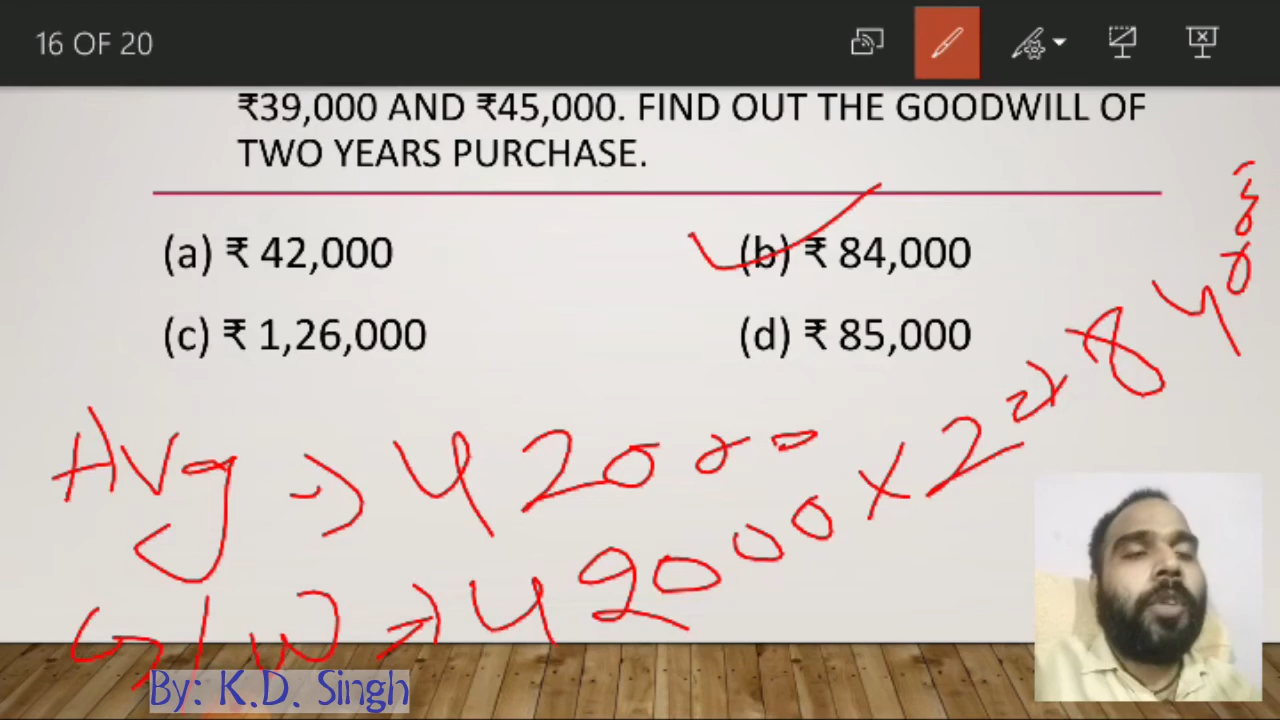 16 OF 20
₹39,000 AND ₹45,000. FIND OUT THE GOODWILL OF
TWO YEARS PURCHASE.
(a) ₹ 42,000
(b) ₹ 84,000
(c) ₹ 1,26,000
(d) ₹ 85,000
Avg → 42000
G/W → 42000 x 2 → 84000
By: K.D. Singh